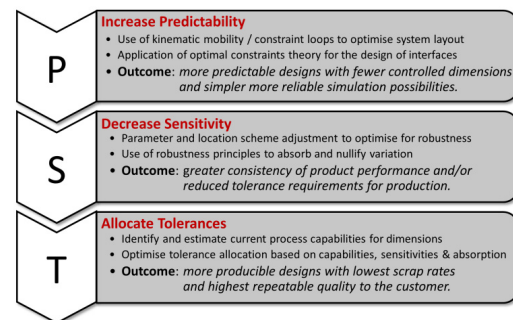 P
Increase Predictability
• Use of kinematic mobility / constraint loops to optimise system layout
• Application of optimal constraints theory for the design of interfaces
• Outcome: more predictable designs with fewer controlled dimensions
and simpler more reliable simulation possibilities.
S
Decrease Sensitivity
• Parameter and location scheme adjustment to optimise for robustness
• Use of robustness principles to absorb and nullify variation
• Outcome: greater consistency of product performance and/or
reduced tolerance requirements for production.
T
Allocate Tolerances
• Identify and estimate current process capabilities for dimensions
• Optimise tolerance allocation based on capabilities, sensitivities & absorption
• Outcome: more producible designs with lowest scrap rates
and highest repeatable quality to the customer.